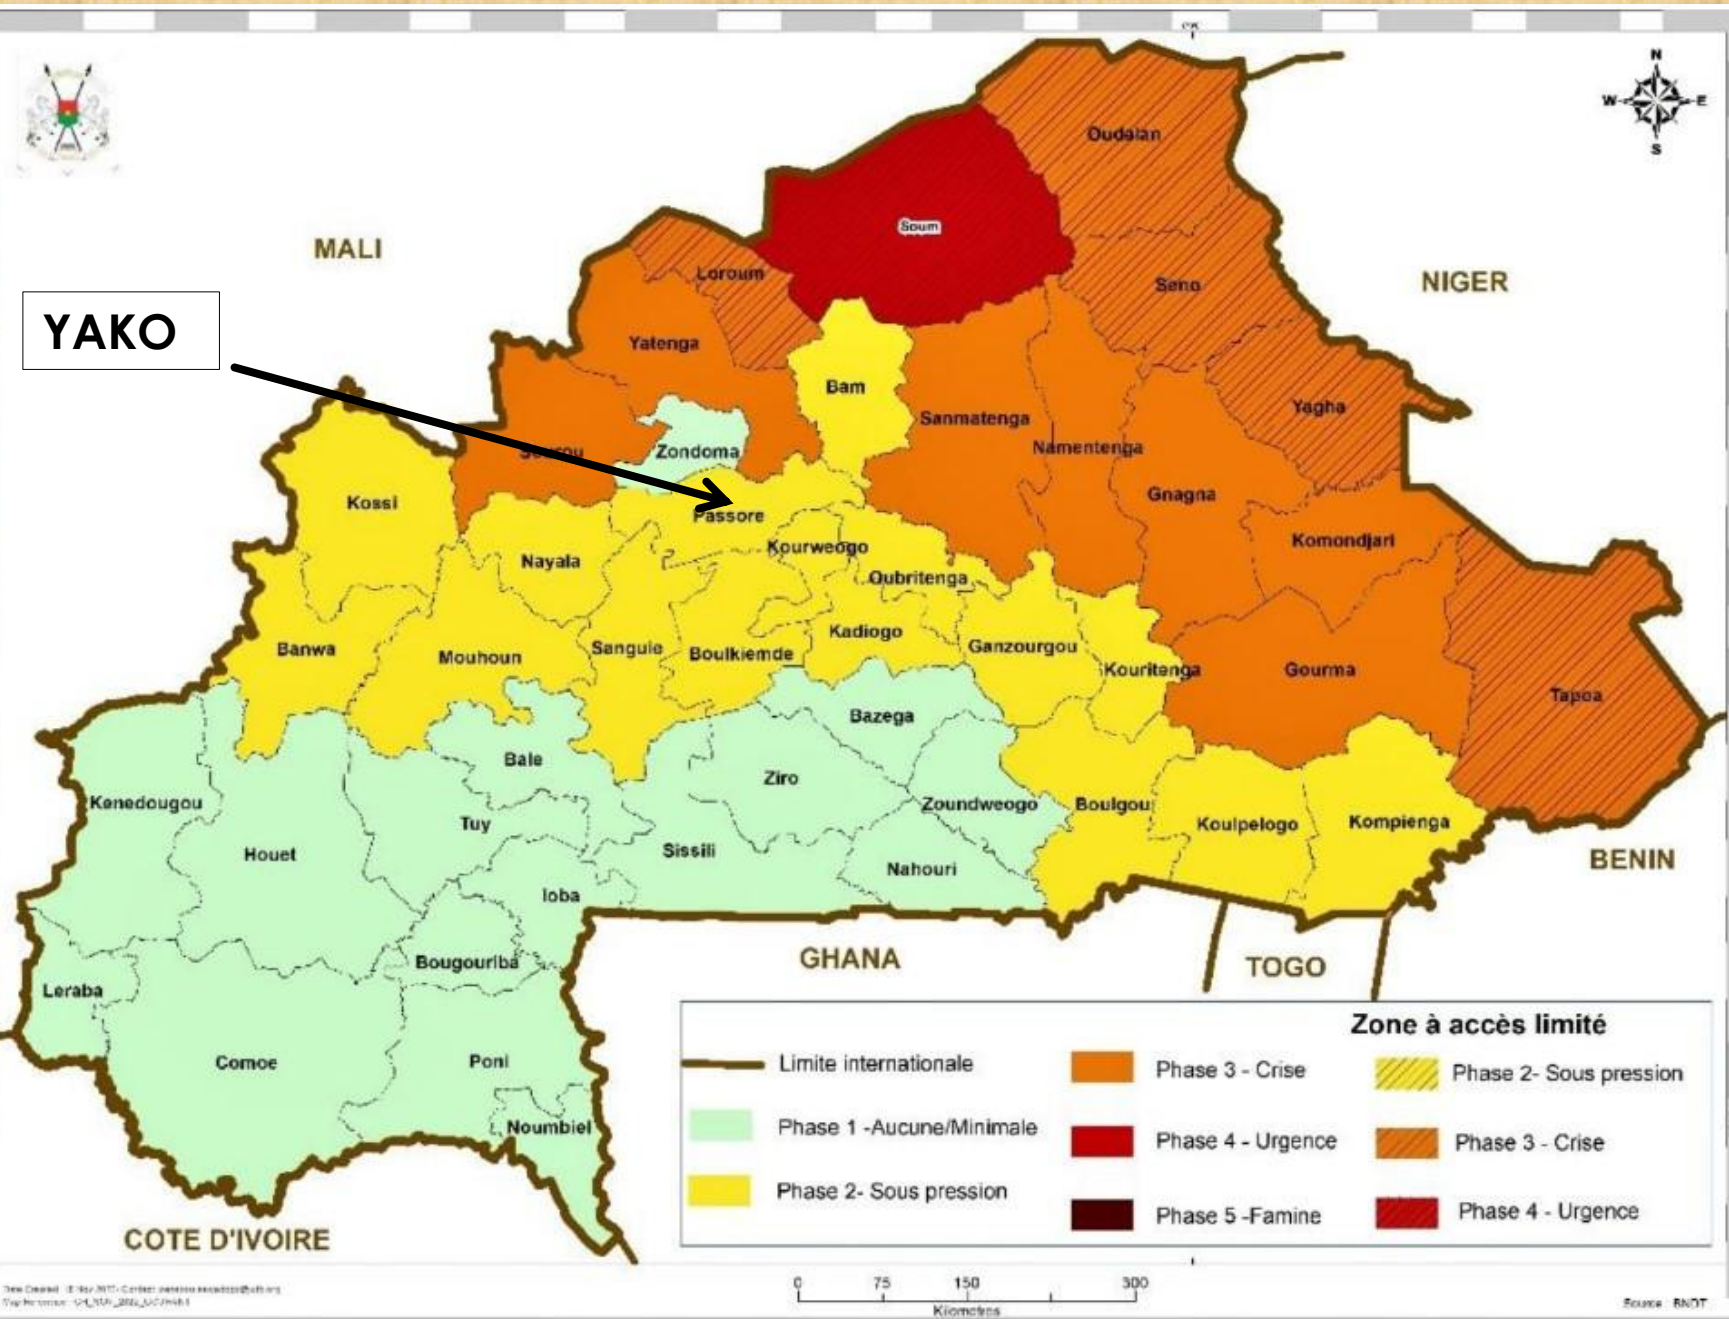 N
W E
S
Oudalan
Soum
MALI
Loroum
Seno
NIGER
YAKO
Yatenga
Bam
Yagha
Sanmatenga
Namentenga
Zondoma
Gnagna
Kossi
Passore
Komondjari
Kourweogo
Nayala
Oubritenga
Kadiogo
Banwa
Mouhoun
Sanguie
Boulkiemde
Ganzourgou
Kouritenga
Gourma
Tapoa
Bazega
Bale
Ziro
Kenedougou
Zoundweogo
Boulgou
Koulpelogo
Kompienga
Tuy
Houet
Sissili
Nahouri
BENIN
Ioba
GHANA
TOGO
Bougouriba
Leraba
Comoe
Poni
Noumbiel
COTE D'IVOIRE
Zone à accès limité
Limite internationale
Phase 1 -Aucune/Minimale
Phase 2- Sous pression
Phase 3 - Crise
Phase 4 - Urgence
Phase 5 -Famine
Phase 2- Sous pression
Phase 3 - Crise
Phase 4 - Urgence
0 75 150 300
Kilometres
Source : BNDT